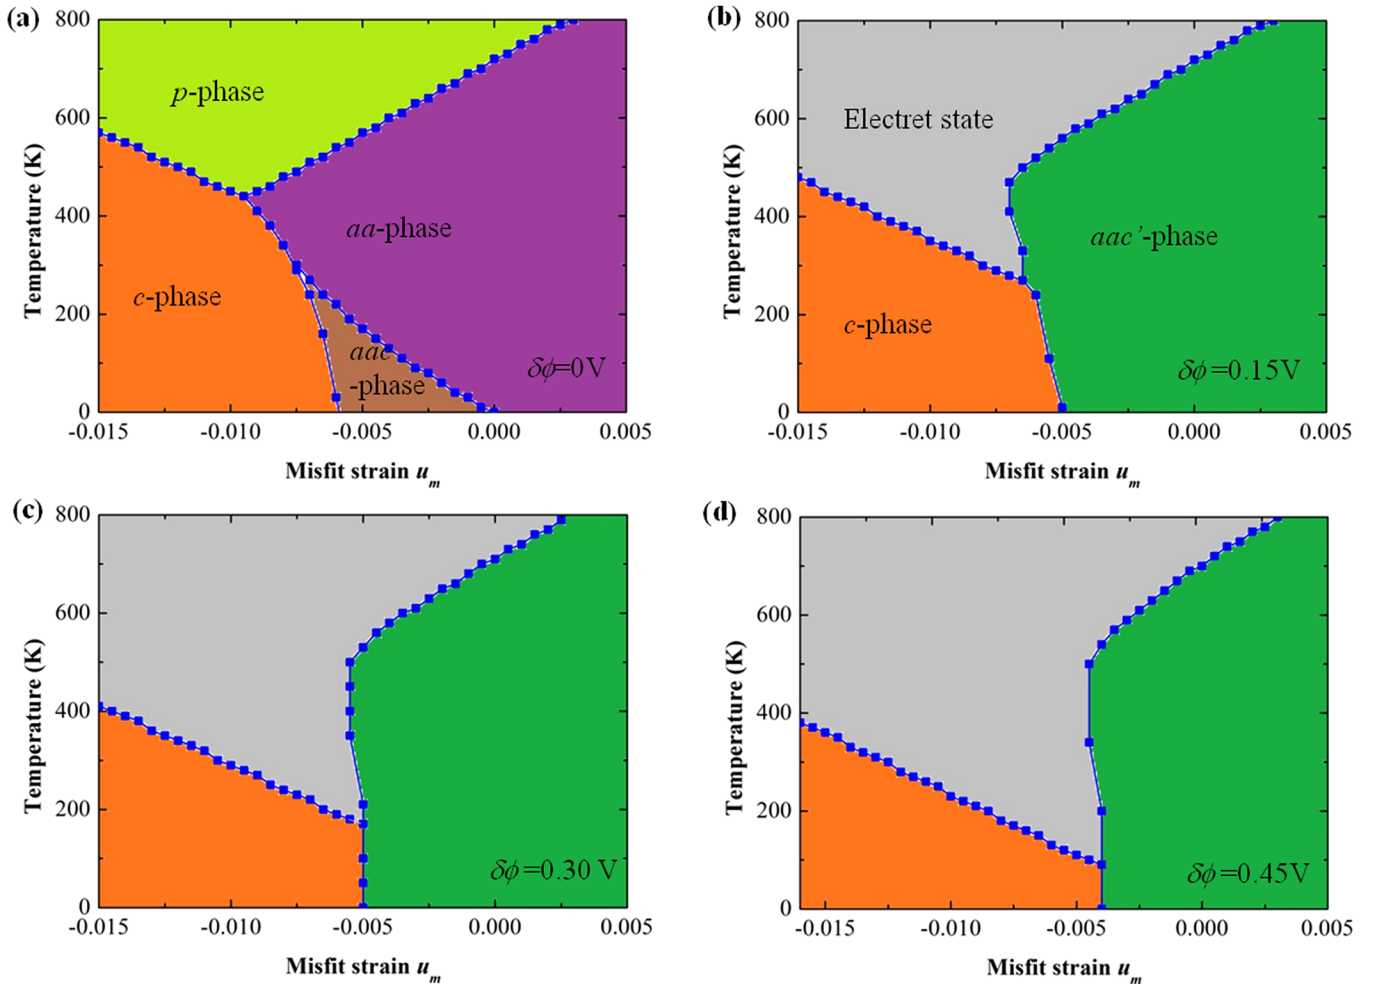 (a)
800
600
400
200
0
Temperature (K)
p-phase
aa-phase
c-phase
aac
-phase
δϕ=0V
-0.015 -0.010 -0.005 0.000 0.005
Misfit strain um
(b)
800
600
400
200
0
Temperature (K)
Electret state
aac’-phase
c-phase
δϕ=0.15V
-0.015 -0.010 -0.005 0.000 0.005
Misfit strain um
(c)
800
600
400
200
0
Temperature (K)
δϕ=0.30 V
-0.015 -0.010 -0.005 0.000 0.005
Misfit strain um
(d)
800
600
400
200
0
Temperature (K)
δϕ=0.45V
-0.015 -0.010 -0.005 0.000 0.005
Misfit strain um